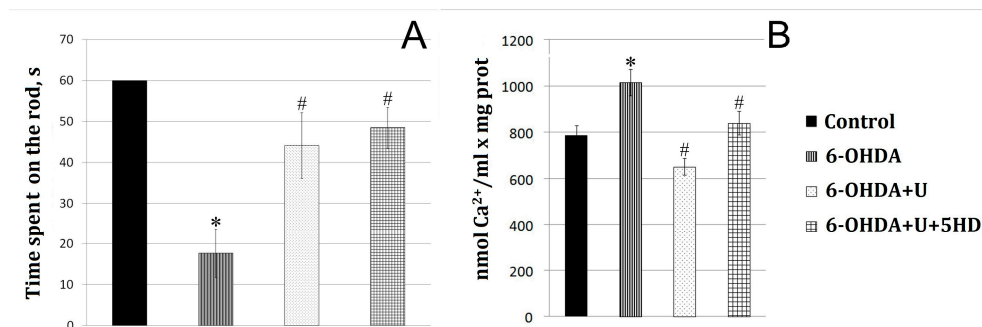 A
Time spent on the rod, s
70
60
50
40
30
20
10
0
*
#
#
B
nmol Ca²⁺/ml x mg prot
1200
1000
800
600
400
200
0
*
#
#
Control
6-OHDA
6-OHDA+U
6-OHDA+U+5HD